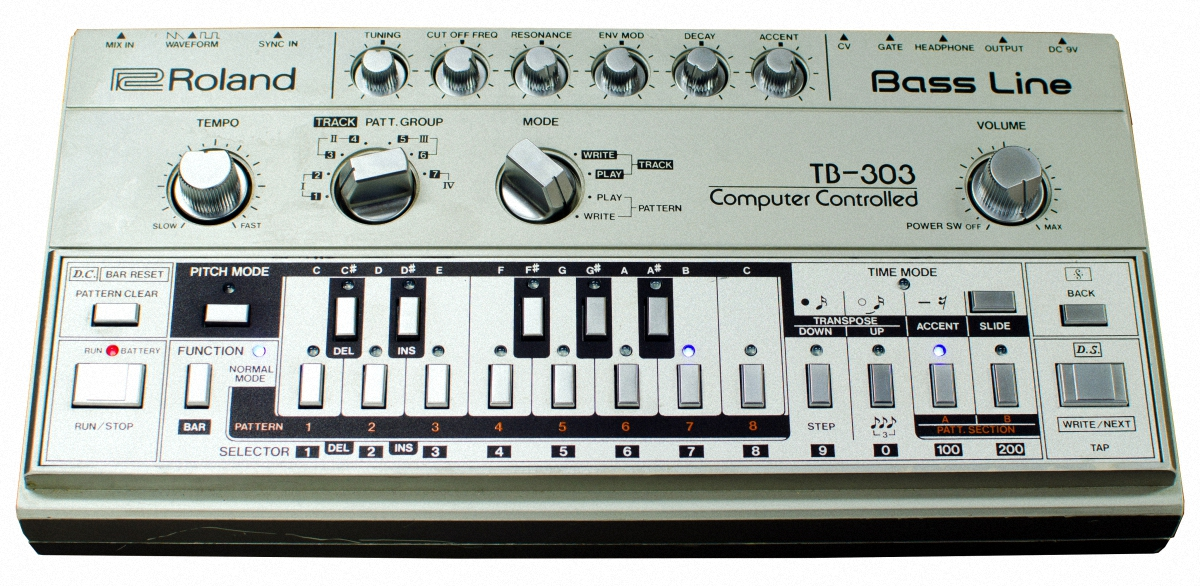 MIX IN WAVEFORM SYNC IN
TUNING CUT OFF FREQ RESONANCE ENV MOD DECAY ACCENT
CV GATE HEADPHONE OUTPUT DC 9V
Roland
Bass Line
TEMPO
SLOW FAST
TRACK PATT. GROUP
II 4 5 III
3 6
2 7
I IV
1
MODE
WRITE
PLAY
TRACK
PLAY
WRITE
PATTERN
TB-303
Computer Controlled
VOLUME
POWER SW OFF MAX
D.C. BAR RESET
PATTERN CLEAR
PITCH MODE
C C# D D# E F F# G G# A A# B C
DEL INS
TIME MODE
TRANSPOSE
DOWN UP ACCENT SLIDE
BACK
RUN BATTERY
RUN/STOP
FUNCTION
NORMAL
MODE
BAR
PATTERN 1 2 3 4 5 6 7 8
STEP
3
A B
PATT. SECTION
D.S.
WRITE/NEXT
TAP
SELECTOR 1 DEL 2 INS 3 4 5 6 7 8 9 0 100 200